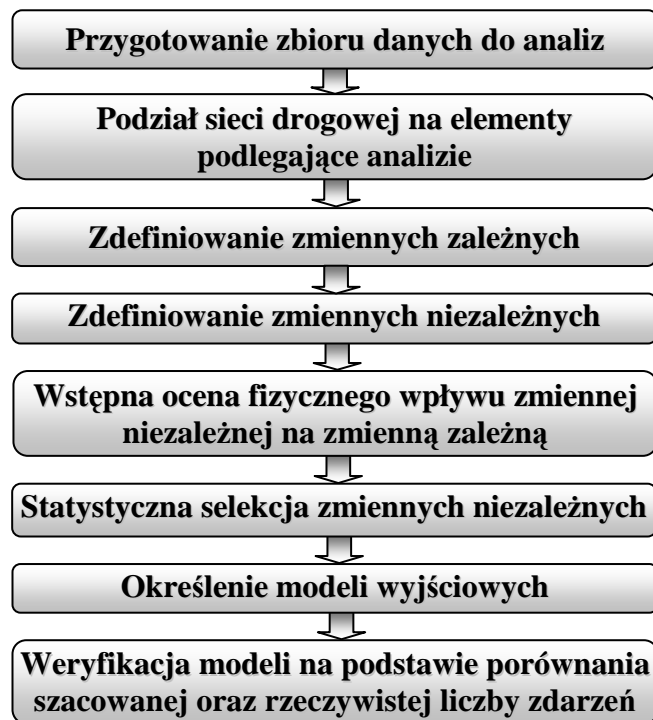 Przygotowanie zbioru danych do analiz
Podział sieci drogowej na elementy
podlegające analizie
Zdefiniowanie zmiennych zależnych
Zdefiniowanie zmiennych niezależnych
Wstępna ocena fizycznego wpływu zmiennej
niezależnej na zmienną zależną
Statystyczna selekcja zmiennych niezależnych
Określenie modeli wyjściowych
Weryfikacja modeli na podstawie porównania
szacowanej oraz rzeczywistej liczby zdarzeń